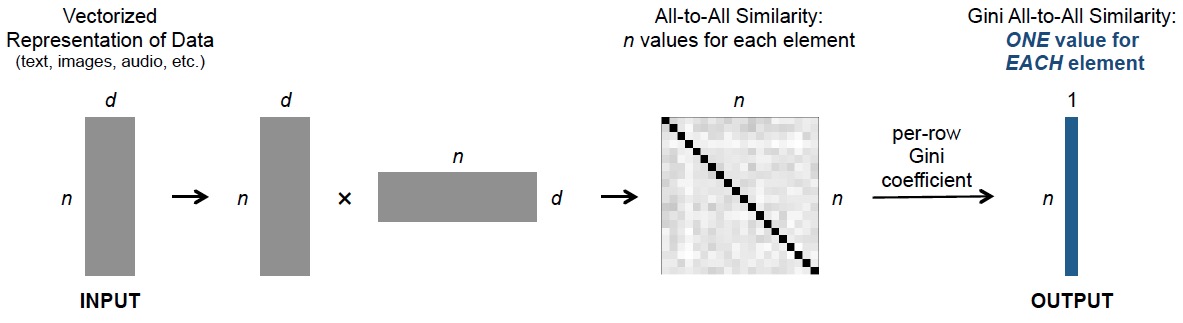 Vectorized
Representation of Data
(text, images, audio, etc.)
d
n
INPUT
d
n
×
n
d
All-to-All Similarity:
n values for each element
n
n
per-row
Gini
coefficient
Gini All-to-All Similarity:
ONE value for
EACH element
1
n
OUTPUT